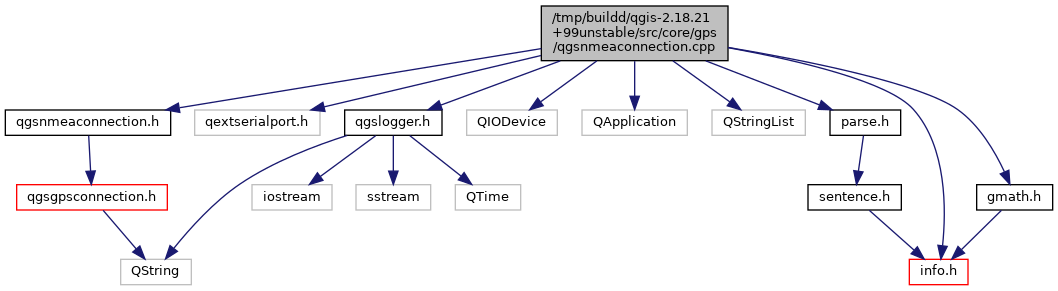 /tmp/buildd/qgis-2.18.21
+99unstable/src/core/gps
/qgsnmeaconnection.cpp
qgsnmeaconnection.h
qextserialport.h
qgslogger.h
QIODevice
QApplication
QStringList
parse.h
qgsgpsconnection.h
iostream
sstream
QTime
sentence.h
gmath.h
QString
info.h